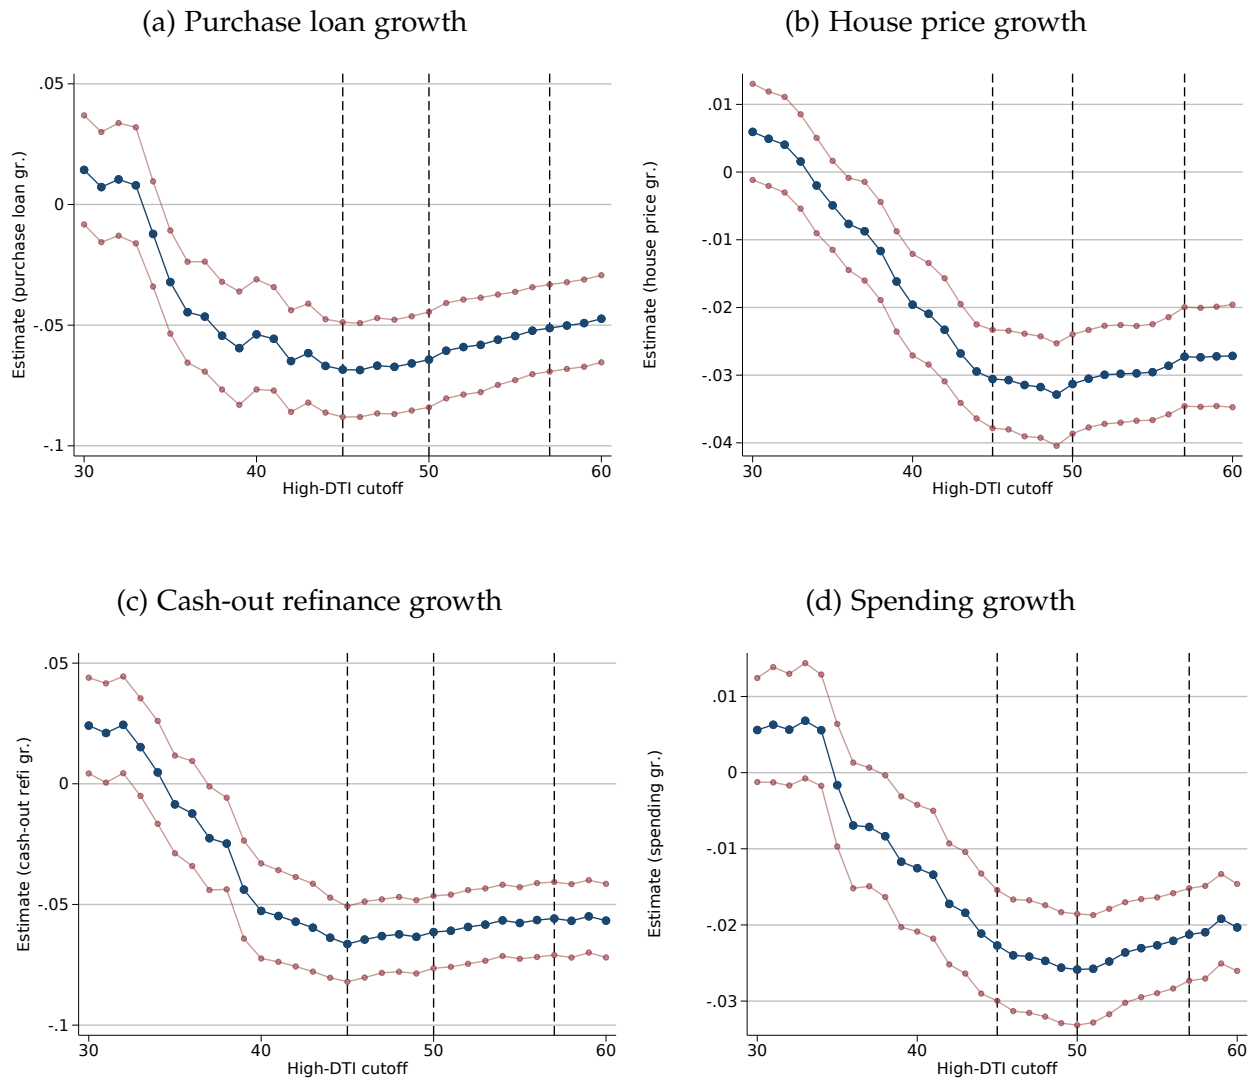 (a) Purchase loan growth
.05
0
-.05
-.1
Estimate (purchase loan gr.)
30
40
50
60
High-DTI cutoff
(b) House price growth
.01
0
-.01
-.02
-.03
-.04
Estimate (house price gr.)
30
40
50
60
High-DTI cutoff
(c) Cash-out refinance growth
.05
0
-.05
-.1
Estimate (cash-out refi gr.)
30
40
50
60
High-DTI cutoff
(d) Spending growth
.01
0
-.01
-.02
-.03
Estimate (spending gr.)
30
40
50
60
High-DTI cutoff